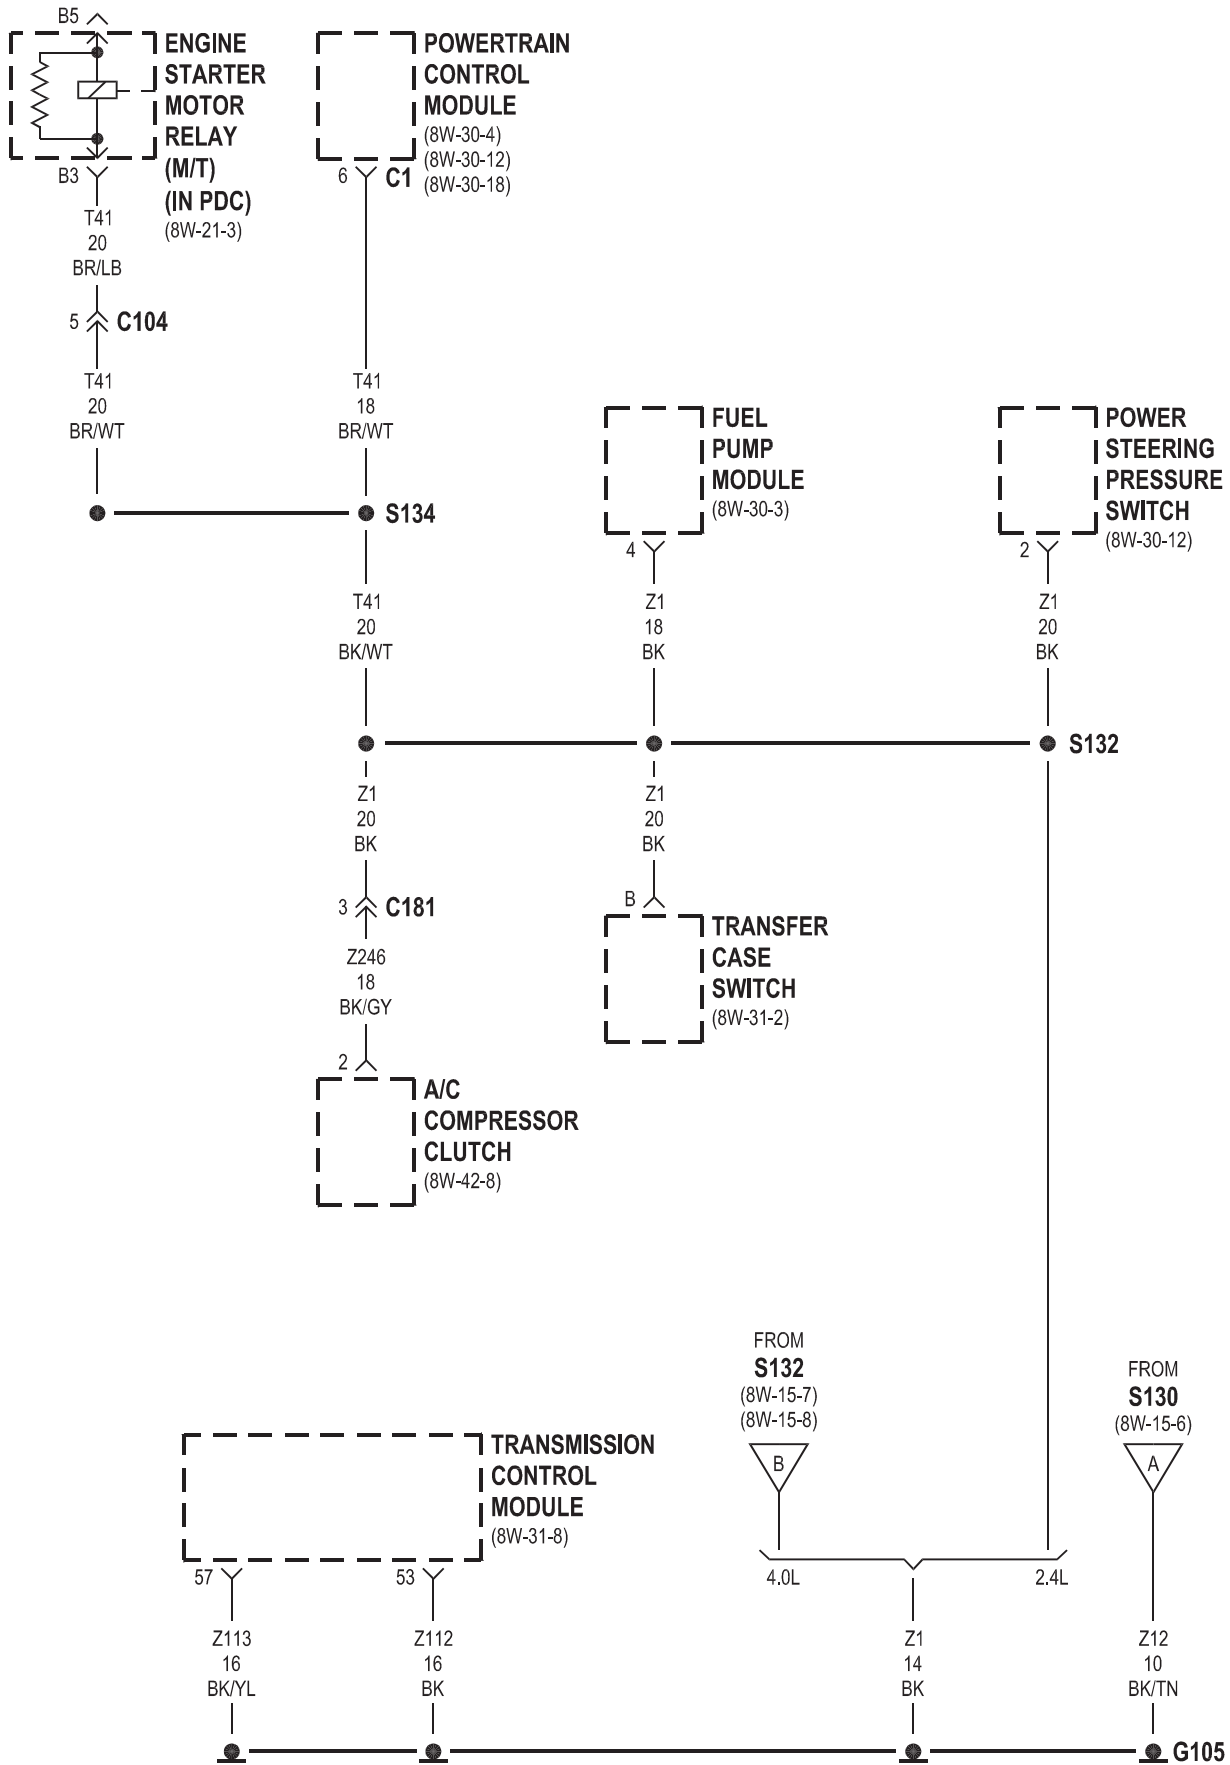 B5
ENGINE
STARTER
MOTOR
RELAY
(M/T)
(IN PDC)
(8W-21-3)
B3
T41
20
BR/LB
5
C104
T41
20
BR/WT
POWERTRAIN
CONTROL
MODULE
(8W-30-4)
(8W-30-12)
(8W-30-18)
6
C1
T41
18
BR/WT
S134
T41
20
BK/WT
FUEL
PUMP
MODULE
(8W-30-3)
4
Z1
18
BK
POWER
STEERING
PRESSURE
SWITCH
(8W-30-12)
2
Z1
20
BK
S132
Z1
20
BK
3
C181
Z246
18
BK/GY
2
A/C
COMPRESSOR
CLUTCH
(8W-42-8)
Z1
20
BK
B
TRANSFER
CASE
SWITCH
(8W-31-2)
FROM
S132
(8W-15-7)
(8W-15-8)
B
FROM
S130
(8W-15-6)
A
TRANSMISSION
CONTROL
MODULE
(8W-31-8)
57
53
4.0L
2.4L
Z113
16
BK/YL
Z112
16
BK
Z1
14
BK
Z12
10
BK/TN
G105